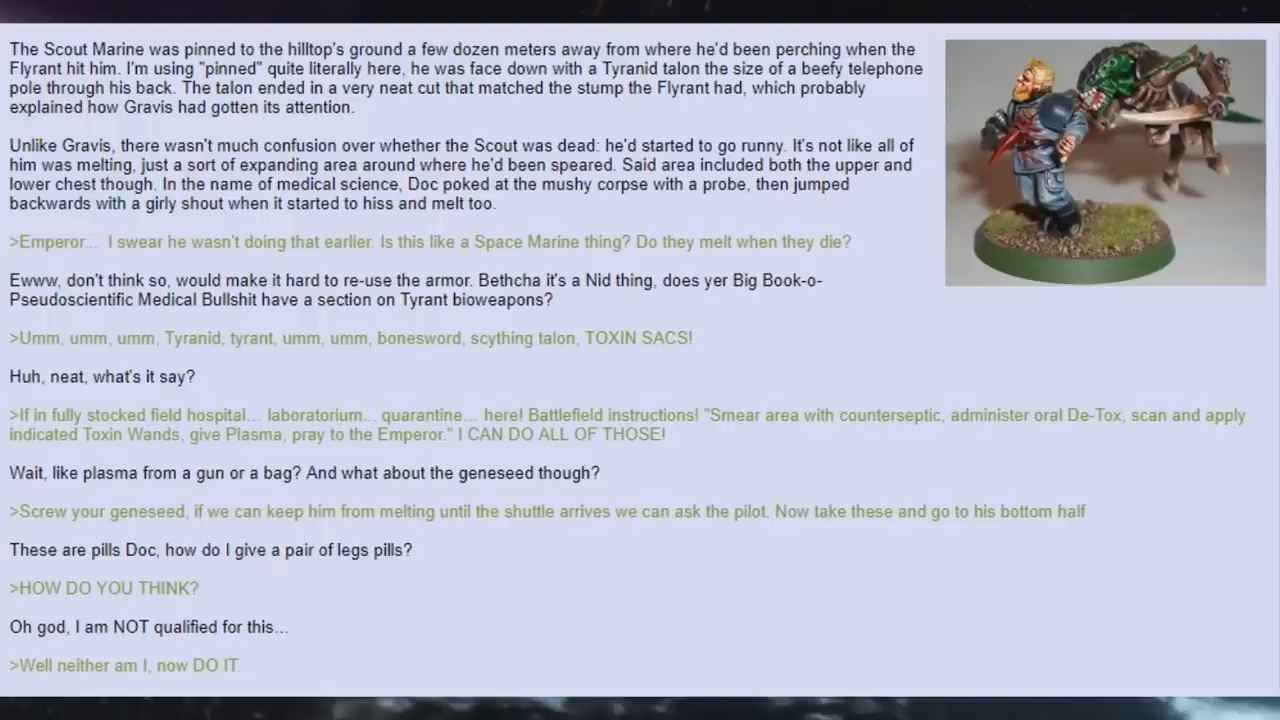 The Scout Marine was pinned to the hilltop's ground a few dozen meters away from where he'd been perching when the
Flyrant hit him. I'm using "pinned" quite literally here, he was face down with a Tyranid talon the size of a beefy telephone
pole through his back. The talon ended in a very neat cut that matched the stump the Flyrant had, which probably
explained how Gravis had gotten its attention.
Unlike Gravis, there wasn't much confusion over whether the Scout was dead: he'd started to go runny. It's not like all of
him was melting, just a sort of expanding area around where he'd been speared. Said area included both the upper and
lower chest though. In the name of medical science, Doc poked at the mushy corpse with a probe, then jumped
backwards with a girly shout when it started to hiss and melt too.
>Emperor... I swear he wasn't doing that earlier. Is this like a Space Marine thing? Do they melt when they die?
Ewww, don't think so, would make it hard to re-use the armor. Bethcha it's a Nid thing, does yer Big Book-o-
Pseudoscientific Medical Bullshit have a section on Tyrant bioweapons?
>Umm, umm, umm, Tyranid, tyrant, umm, umm, bonesword, scything talon, TOXIN SACS!
Huh, neat, what's it say?
>If in fully stocked field hospital... laboratorium... quarantine... here! Battlefield instructions! "Smear area with counterseptic, administer oral De-Tox, scan and apply
indicated Toxin Wands, give Plasma, pray to the Emperor." I CAN DO ALL OF THOSE!
Wait, like plasma from a gun or a bag? And what about the geneseed though?
>Screw your geneseed, if we can keep him from melting until the shuttle arrives we can ask the pilot. Now take these and go to his bottom half
These are pills Doc, how do I give a pair of legs pills?
>HOW DO YOU THINK?
Oh god, I am NOT qualified for this...
>Well neither am I, now DO IT.